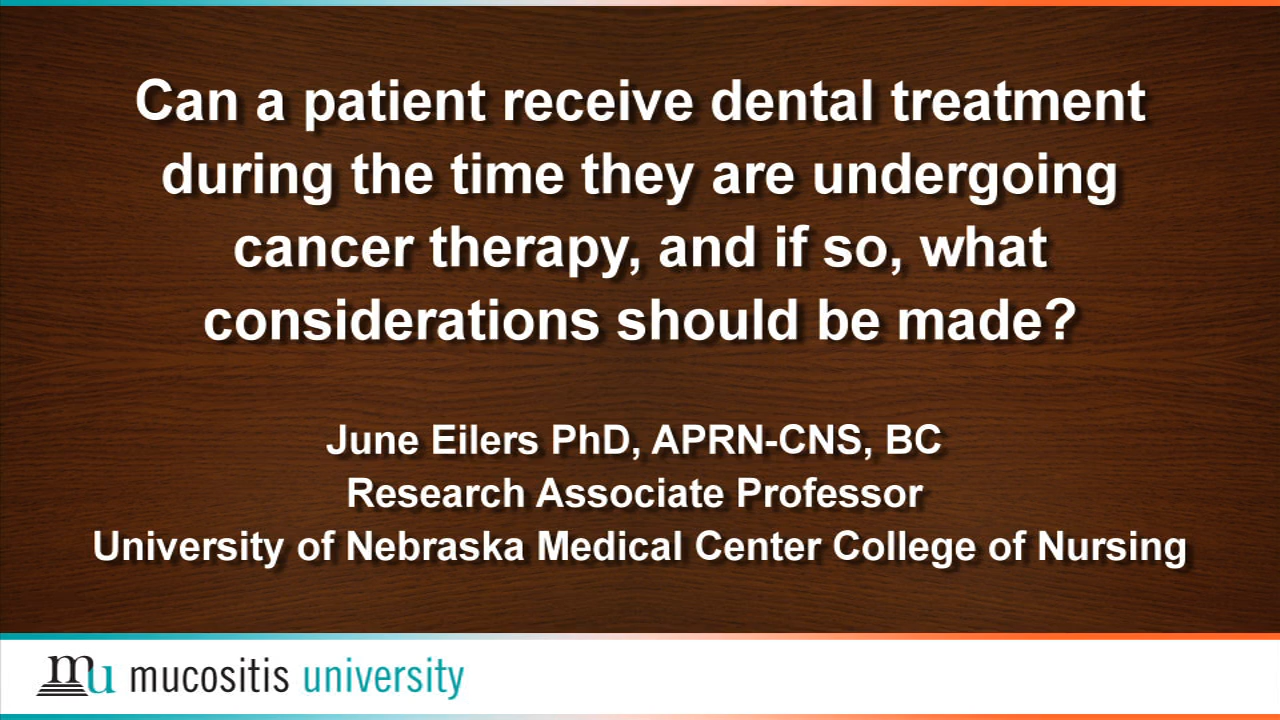 Can a patient receive dental treatment
during the time they are undergoing
cancer therapy, and if so, what
considerations should be made?
June Eilers PhD, APRN-CNS, BC
Research Associate Professor
University of Nebraska Medical Center College of Nursing
mu mucositis university